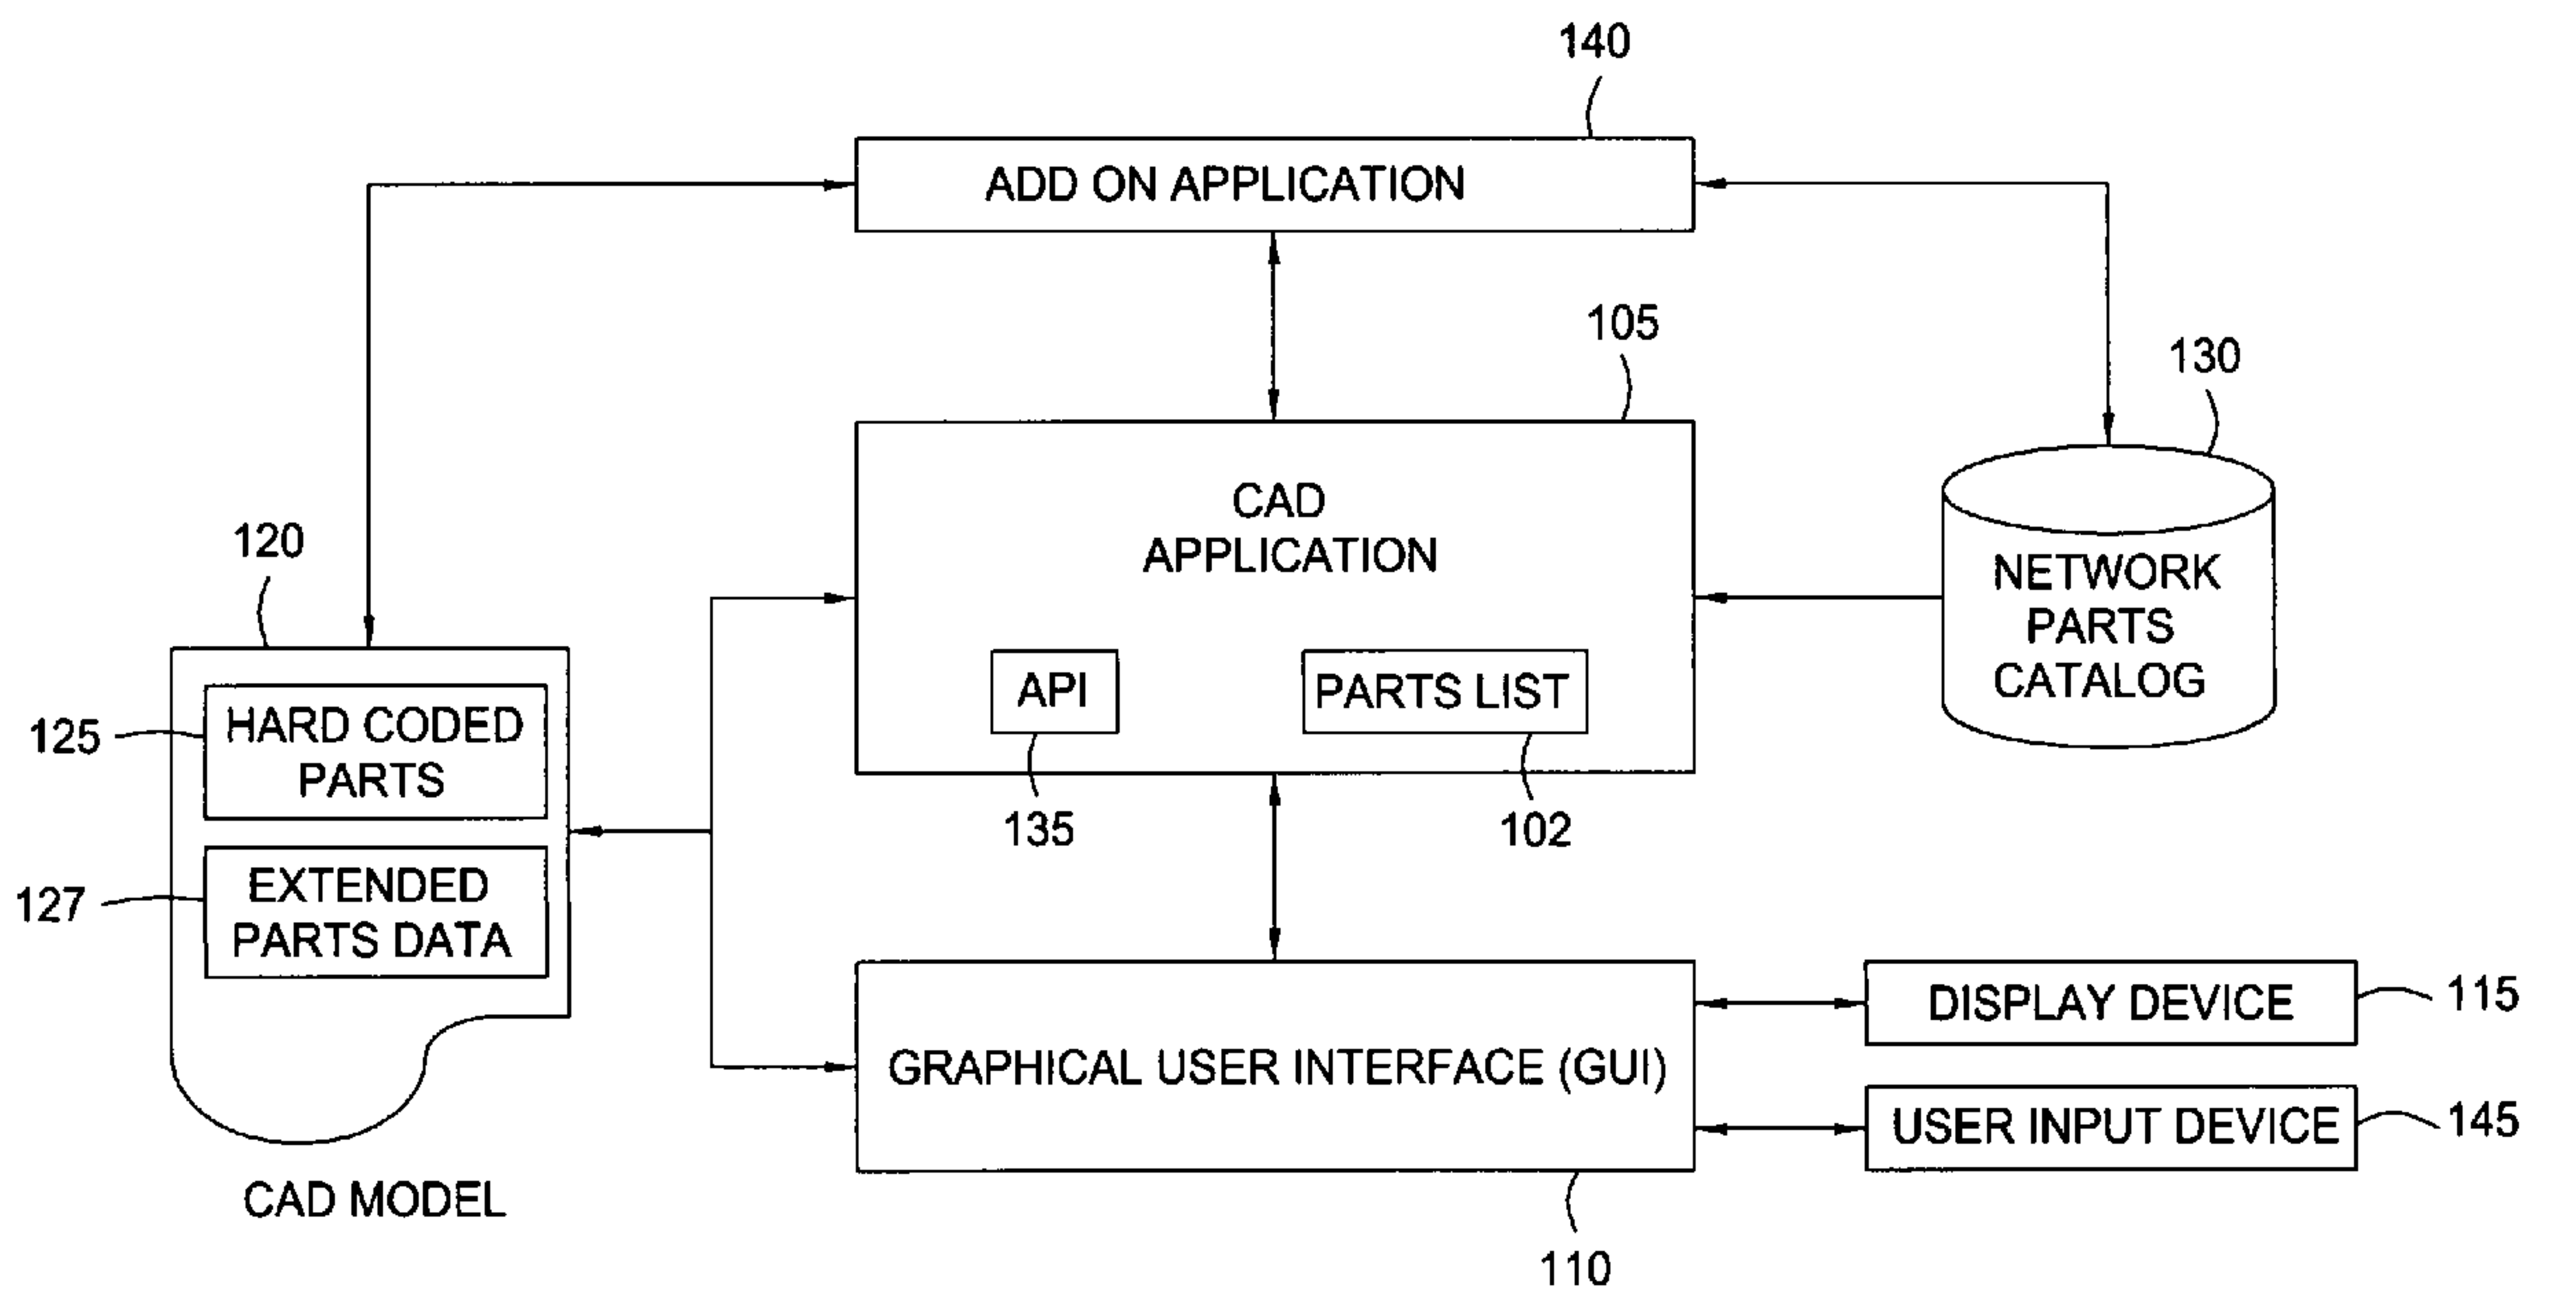 140
ADD ON APPLICATION
105
130
CAD
APPLICATION
120
NETWORK
PARTS
CATALOG
API
PARTS LIST
125
HARD CODED
PARTS
135
102
127
EXTENDED
PARTS DATA
DISPLAY DEVICE
115
GRAPHICAL USER INTERFACE (GUI)
USER INPUT DEVICE
145
CAD MODEL
110